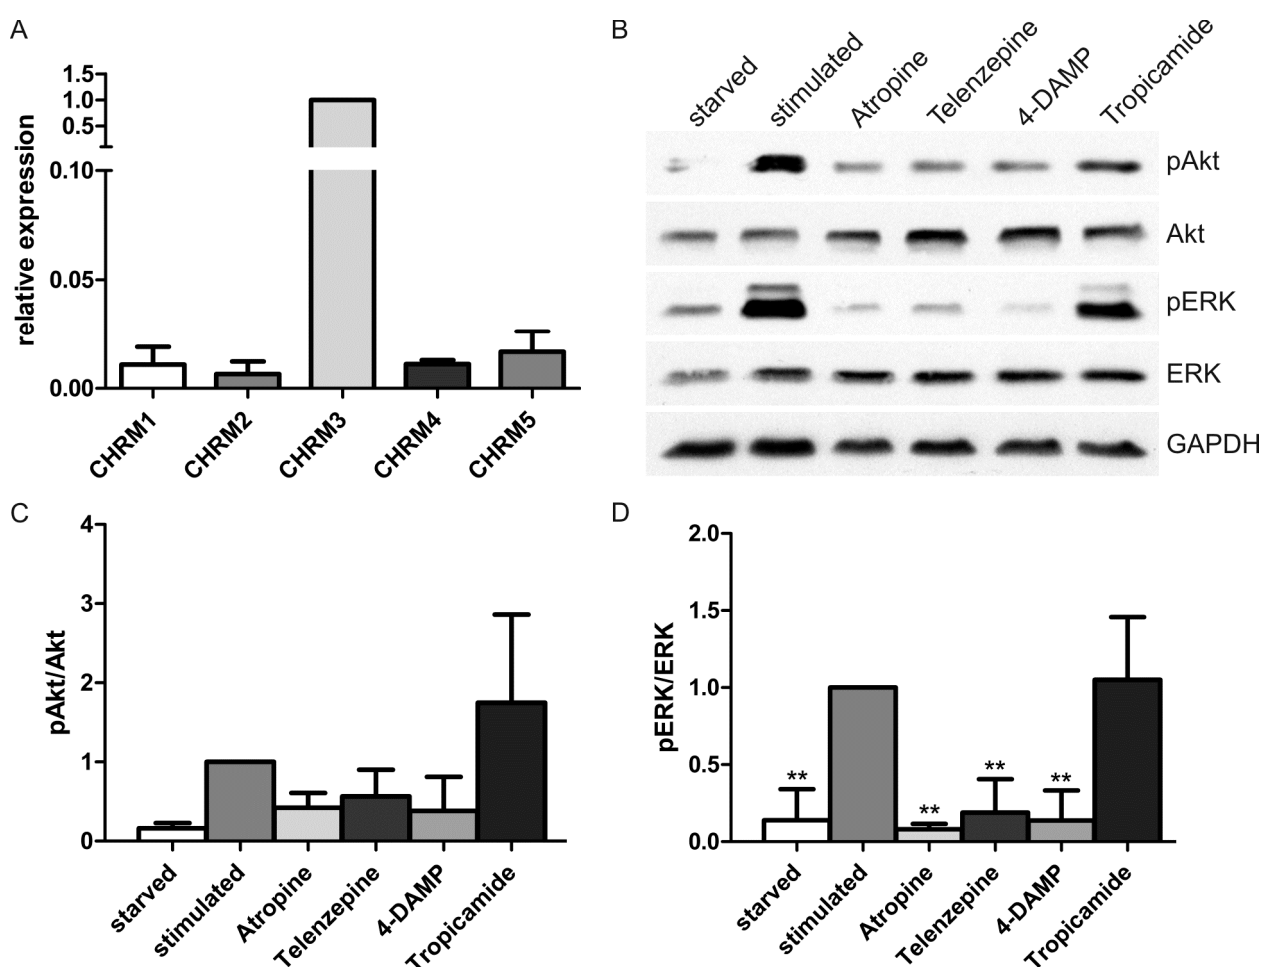 A
relative expression
1.5
1.0
0.5
0.10
0.05
0.00
CHRM1
CHRM2
CHRM3
CHRM4
CHRM5
B
starved
stimulated
Atropine
Telenzepine
4-DAMP
Tropicamide
pAkt
Akt
pERK
ERK
GAPDH
C
pAkt/Akt
4
3
2
1
0
starved
stimulated
Atropine
Telenzepine
4-DAMP
Tropicamide
D
pERK/ERK
2.0
1.5
1.0
0.5
0.0
**
**
**
**
starved
stimulated
Atropine
Telenzepine
4-DAMP
Tropicamide